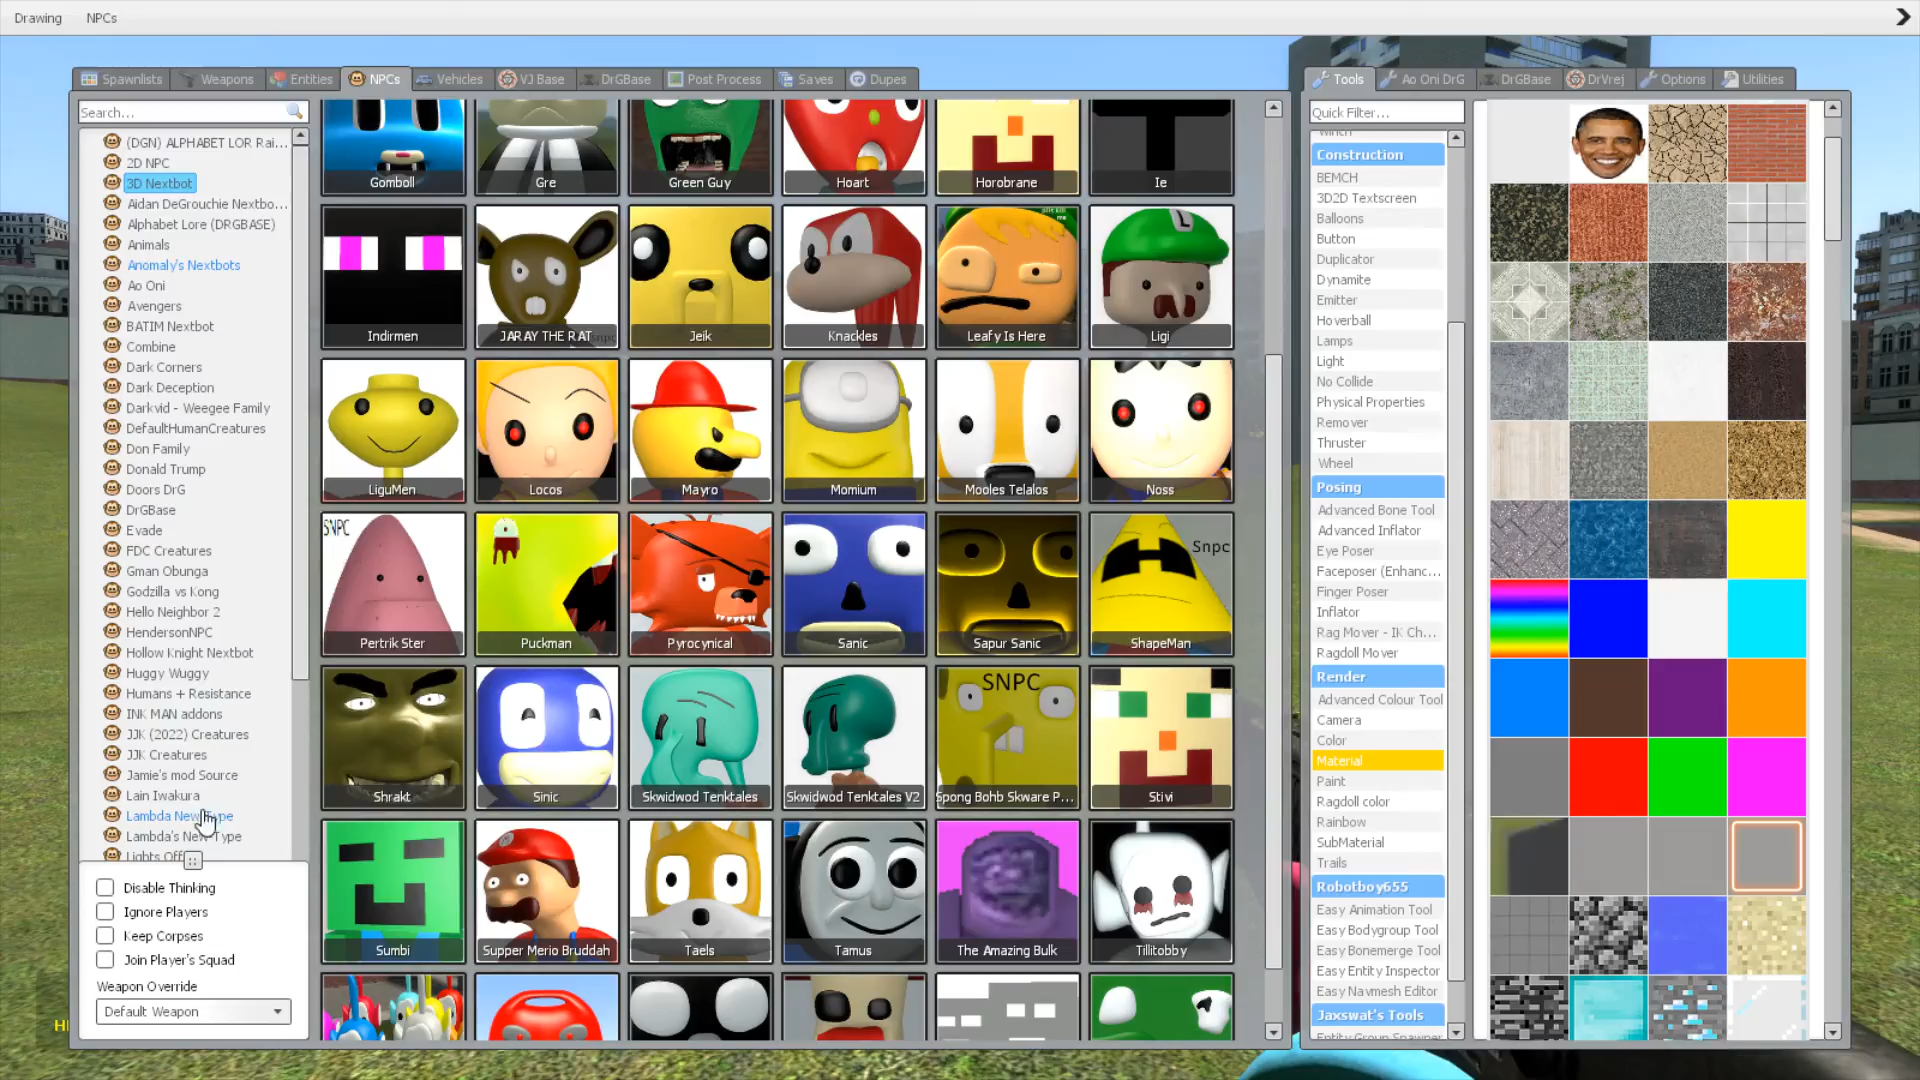 Drawing NPCs
Spawnlists Weapons Entities NPCs Vehicles VJ Base DrGBase Post Process Saves Dupes
Search...
(DGN) ALPHABET LOR Rai...
2D NPC
3D Nextbot
Aidan DeGrouchie Nextbo...
Alphabet Lore (DRGBASE)
Animals
Anomaly's Nextbots
Ao Oni
Avengers
BATIM Nextbot
Combine
Dark Corners
Dark Deception
Darkvid - Weegee Family
DefaultHumanCreatures
Don Family
Donald Trump
Doors DrG
DrGBase
Evade
FDC Creatures
Gman Obunga
Godzilla vs Kong
Hello Neighbor 2
HendersonNPC
Hollow Knight Nextbot
Huggy Wuggy
Humans + Resistance
INK MAN addons
JJK (2022) Creatures
JJK Creatures
Jamie's mod Source
Lain Iwakura
Lambda New Type
Lambda's New Type
Lights Off
Disable Thinking
Ignore Players
Keep Corpses
Join Player's Squad
Weapon Override
Default Weapon
Gomboll Gre Green Guy Hoart Horobrane Ie
Indirmen JARAY THE RAT Jeik Knackles Leafy Is Here Ligi
LiguMen Locos Mayro Momium Mooles Telalos Noss
SNPC Snpc
Pertrik Ster Puckman Pyrocynical Sanic Sapur Sanic ShapeMan
SNPC
Shrakt Sinic Skwidwod Tenktales Skwidwod Tenktales V2 Spong Bohb Skware P... Stivi
Sumbi Supper Merio Bruddah Taels Tamus The Amazing Bulk Tillitobby
Tools Ao Oni DrG DrGBase DrVrej Options Utilities
Quick Filter...
Winch
Construction
BEMCH
3D2D Textscreen
Balloons
Button
Duplicator
Dynamite
Emitter
Hoverball
Lamps
Light
No Collide
Physical Properties
Remover
Thruster
Wheel
Posing
Advanced Bone Tool
Advanced Inflator
Eye Poser
Faceposer (Enhanc...
Finger Poser
Inflator
Rag Mover - IK Ch...
Ragdoll Mover
Render
Advanced Colour Tool
Camera
Color
Material
Paint
Ragdoll color
Rainbow
SubMaterial
Trails
Robotboy655
Easy Animation Tool
Easy Bodygroup Tool
Easy Bonemerge Tool
Easy Entity Inspector
Easy Navmesh Editor
Jaxswat's Tools
Entity Group Spawner